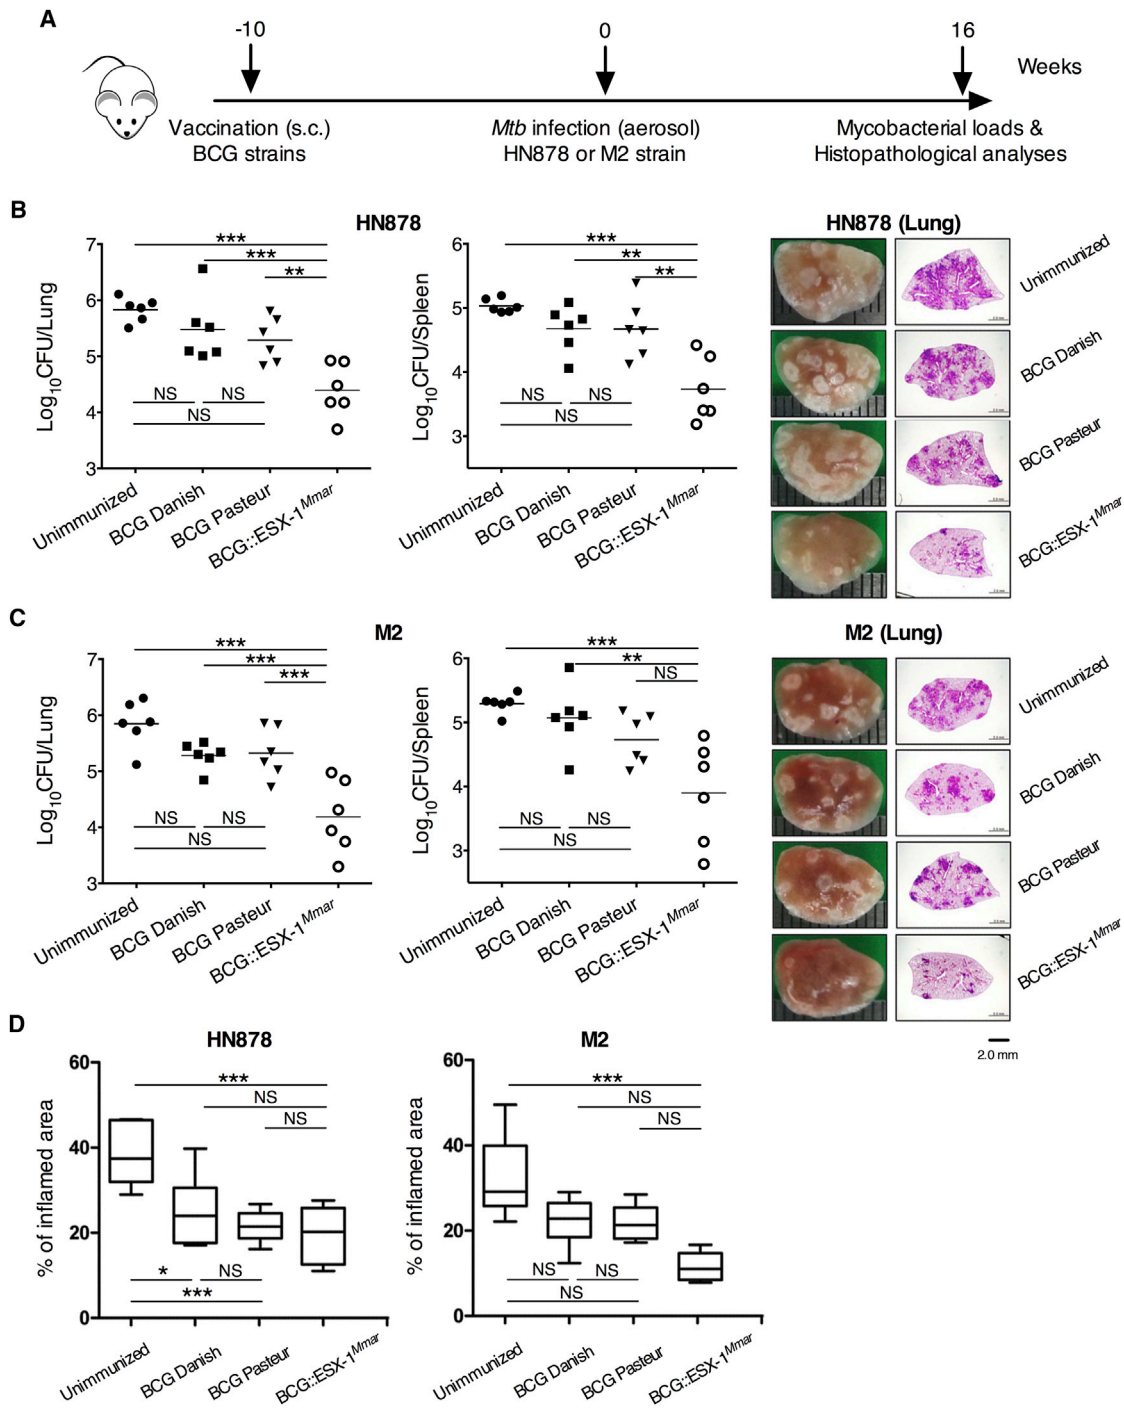 A
-10
0
16
Weeks
Vaccination (s.c.)
BCG strains
Mtb infection (aerosol)
HN878 or M2 strain
Mycobacterial loads &
Histopathological analyses
B
HN878
HN878 (Lung)
Log10CFU/Lung
7
6
5
4
3
***
***
**
NS
NS
NS
Unimmunized
BCG Danish
BCG Pasteur
BCG::ESX-1Mmar
Log10CFU/Spleen
6
5
4
3
***
**
**
NS
NS
NS
Unimmunized
BCG Danish
BCG Pasteur
BCG::ESX-1Mmar
Unimmunized
BCG Danish
BCG Pasteur
BCG::ESX-1Mmar
C
M2
M2 (Lung)
Log10CFU/Lung
7
6
5
4
3
***
***
***
NS
NS
NS
Unimmunized
BCG Danish
BCG Pasteur
BCG::ESX-1Mmar
Log10CFU/Spleen
6
5
4
3
***
**
NS
NS
NS
NS
Unimmunized
BCG Danish
BCG Pasteur
BCG::ESX-1Mmar
Unimmunized
BCG Danish
BCG Pasteur
BCG::ESX-1Mmar
2.0 mm
D
HN878
% of inflamed area
60
40
20
0
***
NS
NS
*
NS
***
Unimmunized
BCG Danish
BCG Pasteur
BCG::ESX-1Mmar
M2
% of inflamed area
60
40
20
0
***
NS
NS
NS
NS
NS
Unimmunized
BCG Danish
BCG Pasteur
BCG::ESX-1Mmar